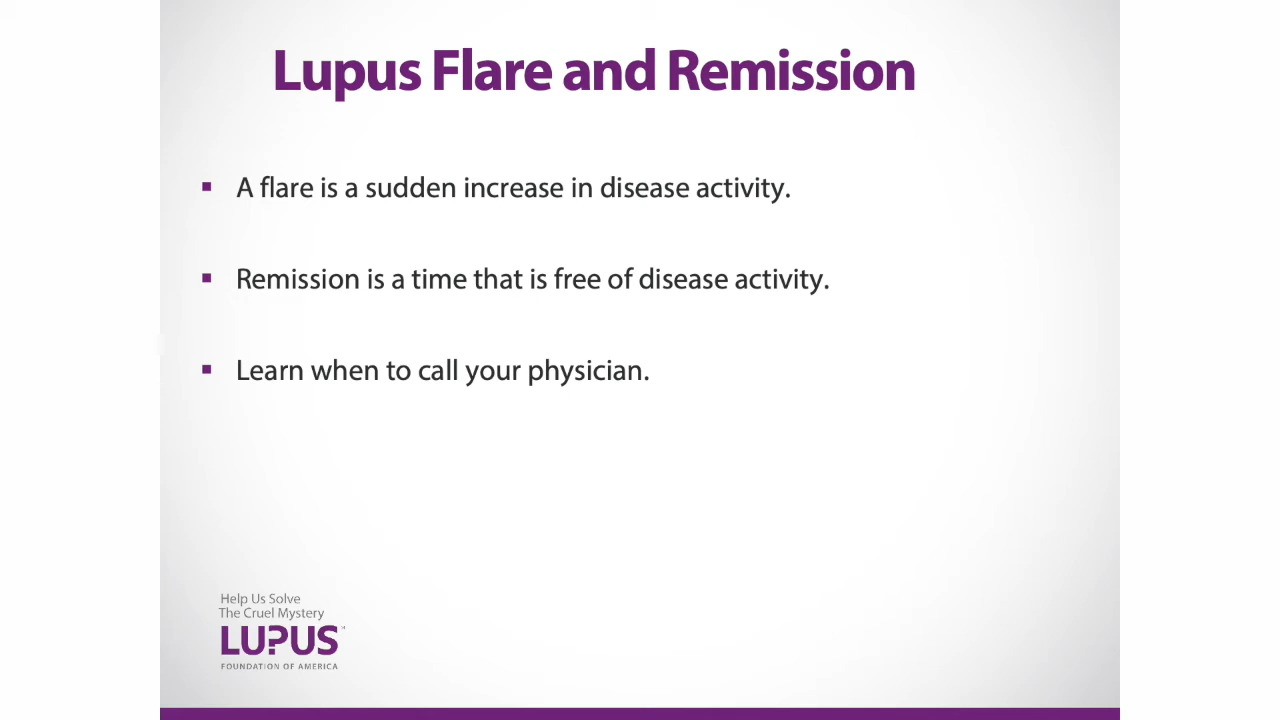 Lupus Flare and Remission
▪ A flare is a sudden increase in disease activity.
▪ Remission is a time that is free of disease activity.
▪ Learn when to call your physician.
Help Us Solve
The Cruel Mystery
LUPUS™
FOUNDATION OF AMERICA